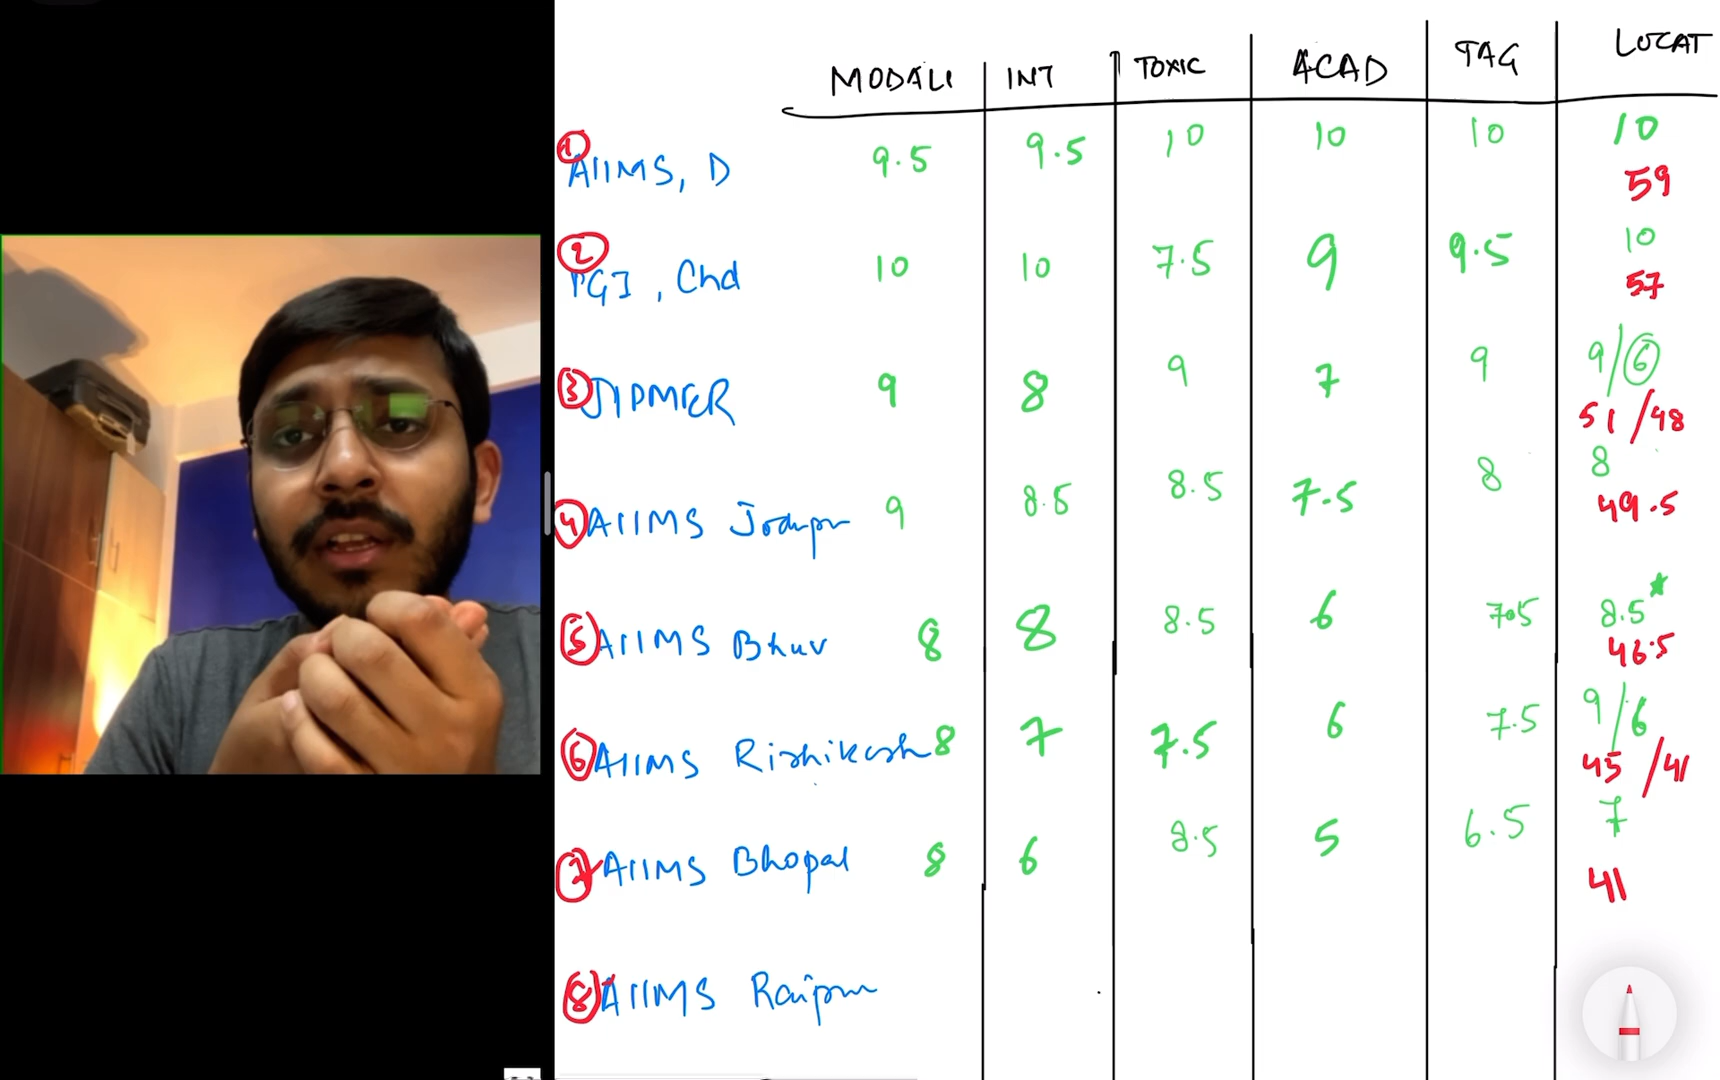 MODALI INT TOXIC ACAD TAG LOCAT
1 AIIMS, D 9.5 9.5 10 10 10 10
59
2 PGI, Chd 10 10 7.5 9 9.5 10
57
3 JIPMER 9 8 9 7 9 9/6
51/48
4 AIIMS Jodhpur 9 8.5 8.5 7.5 8 8
49.5
5 AIIMS Bhuv 8 8 8.5 6 7.5 8.5*
46.5
6 AIIMS Rishikesh 8 7 7.5 6 7.5 9/6
45/41
7 AIIMS Bhopal 8 6 8.5 5 6.5 7
41
8 AIIMS Raipur